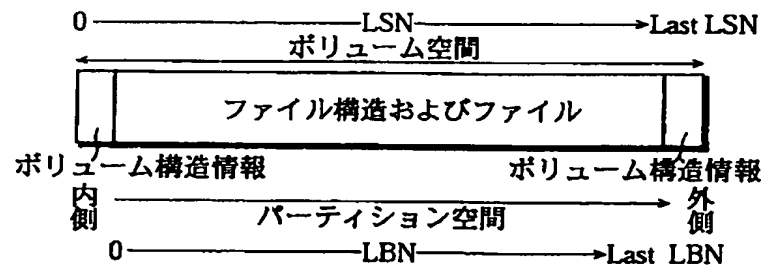 0 LSN Last LSN
ボリューム空間
ファイル構造およびファイル
ボリューム構造情報 ボリューム構造情報
内側 パーティション空間 外側
0 LBN Last LBN